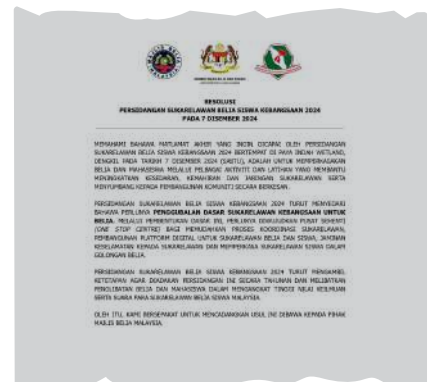 RESOLUSI
PERSIDANGAN SUKARELAWAN BELIA SISWA KEBANGSAAN 2024
PADA 7 DISEMBER 2024
MEMAHAMI BAHAWA MATLAMAT AKHIR YANG INGIN DICAPAI OLEH PERSIDANGAN
SUKARELAWAN BELIA SISWA KEBANGSAAN 2024 BERTEMPAT DI PAYA INDAH WETLAND,
DENGKIL PADA TARIKH 7 DISEMBER 2024 (SABTU), ADALAH UNTUK MEMPERKASAKAN
BELIA DAN MAHASISWA MELALUI PELBAGAI AKTIVITI DAN LATIHAN YANG MEMBANTU
MENINGKATKAN KESEDARAN, KEMAHIRAN DAN JARINGAN SUKARELAWAN SERTA
MENYUMBANG KEPADA PEMBANGUNAN KOMUNITI SECARA BERKESAN.
PERSIDANGAN SUKARELAWAN BELIA SISWA KEBANGSAAN 2024 TURUT MENYEDARI
BAHAWA PERLUNYA PENGGUBALAN DASAR SUKARELAWAN KEBANGSAAN UNTUK
BELIA. MELALUI PEMBENTUKAN DASAR INI, PERLUNYA DIWUJUDKAN PUSAT SEHENTI
(ONE STOP CENTRE) BAGI MEMUDAHKAN PROSES KOORDINASI SUKARELAWAN,
PEMBANGUNAN PLATFORM DIGITAL UNTUK SUKARELAWAN BELIA DAN SISWA, JAMINAN
KESELAMATAN KEPADA SUKARELAWAN DAN MEMPERKASA SUKARELAWAN SISWA DALAM
GOLONGAN BELIA.
PERSIDANGAN SUKARELAWAN BELIA SISWA KEBANGSAAN 2024 TURUT MENGAMBIL
KETETAPAN AGAR DIADAKAN PERSIDANGAN INI SECARA TAHUNAN DAN MELIBATKAN
PENGLIBATAN BELIA DAN MAHASISWA DALAM MENGANGKAT TINGGI NILAI KEILMUAN
SERTA SUARA PARA SUKARELAWAN BELIA SISWA MALAYSIA.
OLEH ITU, KAMI BERSEPAKAT UNTUK MENCADANGKAN USUL INI DIBAWA KEPADA PIHAK
MAJLIS BELIA MALAYSIA.